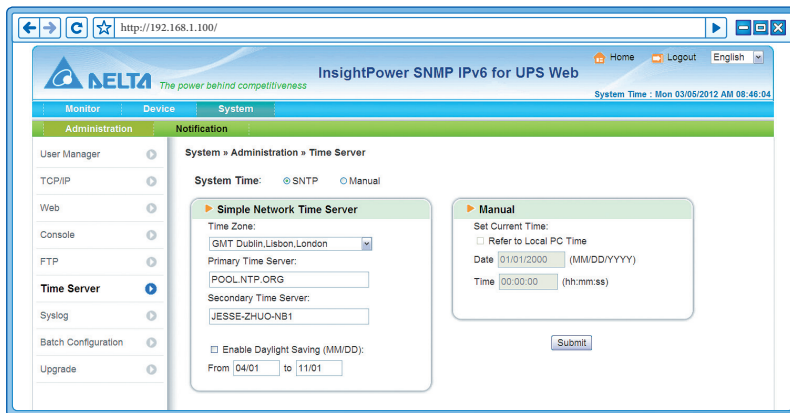 http://192.168.1.100/
Home Logout English
DELTA The power behind competitiveness InsightPower SNMP IPv6 for UPS Web
System Time : Mon 03/05/2012 AM 08:46:04
Monitor Device System
Administration Notification
User Manager
TCP/IP
Web
Console
FTP
Time Server
Syslog
Batch Configuration
Upgrade
System » Administration » Time Server
System Time: SNTP Manual
Simple Network Time Server
Time Zone:
GMT Dublin,Lisbon,London
Primary Time Server:
POOL.NTP.ORG
Secondary Time Server:
JESSE-ZHUO-NB1
Enable Daylight Saving (MM/DD):
From 04/01 to 11/01
Manual
Set Current Time:
Refer to Local PC Time
Date 01/01/2000 (MM/DD/YYYY)
Time 00:00:00 (hh:mm:ss)
Submit